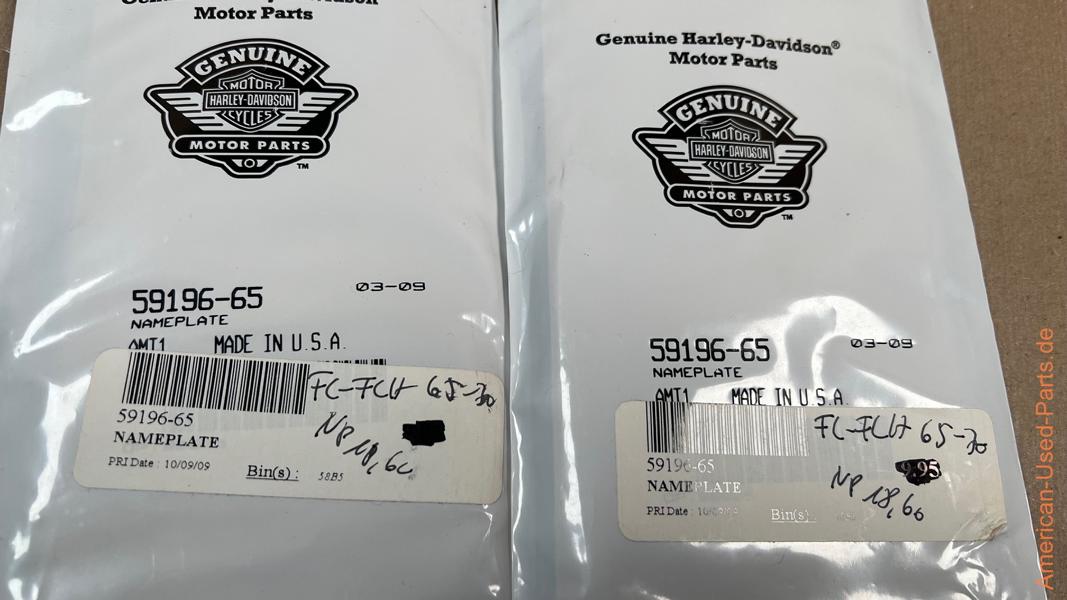 Motor Parts
GENUINE
MOTOR
HARLEY-DAVIDSON
CYCLES
MOTOR PARTS
TM
59196-65
03-09
NAMEPLATE
AMT1 MADE IN U.S.A.
59196-65
NAMEPLATE
PRI Date : 10/09/09
Bin(s) : 58B5
FC-FLH 65-70
NP 18,60
Genuine Harley-Davidson®
Motor Parts
GENUINE
MOTOR
HARLEY-DAVIDSON
CYCLES
MOTOR PARTS
TM
59196-65
03-09
NAMEPLATE
AMT1 MADE IN U.S.A.
59196-65
NAMEPLATE
PRI Date :
Bin(s) :
FC-FLH 65-70
9.95
NP 18,60
American-Used-Parts.de